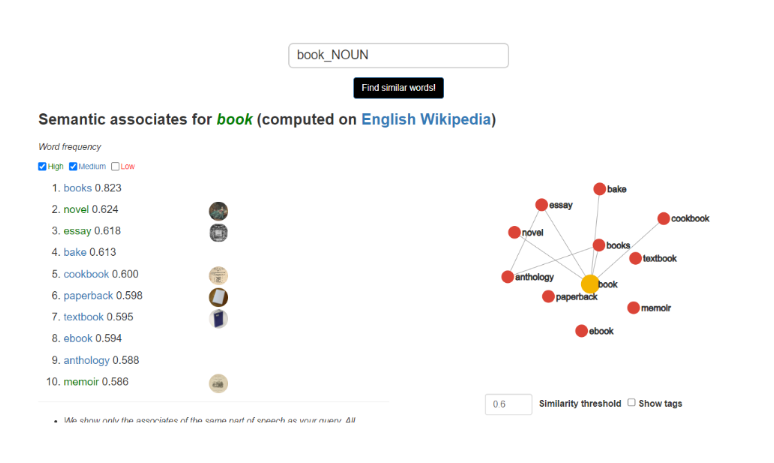 book_NOUN
Find similar words!
Semantic associates for book (computed on English Wikipedia)
Word frequency
High Medium Low
1. books 0.823
2. novel 0.624
3. essay 0.618
4. bake 0.613
5. cookbook 0.600
6. paperback 0.598
7. textbook 0.595
8. ebook 0.594
9. anthology 0.588
10. memoir 0.586
We show only the associates of the same part of speech as your query. All
bake
essay
cookbook
novel
books
textbook
anthology
book
paperback
memoir
ebook
0.6 Similarity threshold Show tags